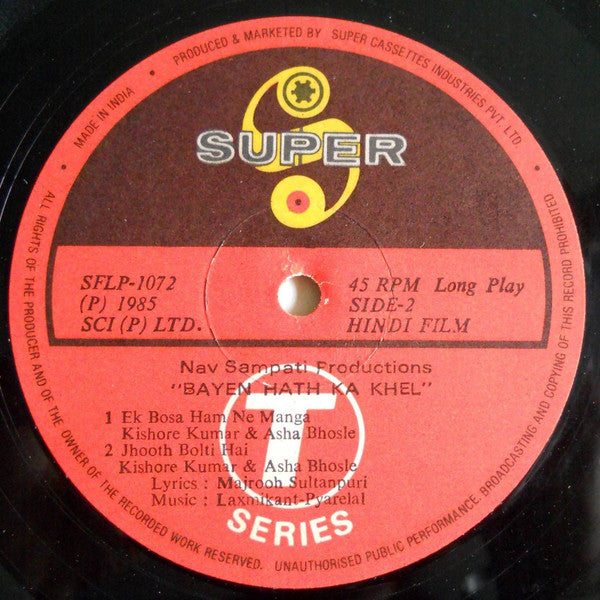 • PRODUCED & MARKETED BY SUPER CASSETTES INDUSTRIES PVT. LTD.
• MADE IN INDIA •
SUPER
SFLP-1072
(P) 1985
SCI (P) LTD.
45 RPM Long Play
SIDE-2
HINDI FILM
Nav Sampati Productions
"BAYEN HATH KA KHEL"
1 Ek Bosa Ham Ne Manga
Kishore Kumar & Asha Bhosle
2 Jhooth Bolti Hai
Kishore Kumar & Asha Bhosle
Lyrics : Majrooh Sultanpuri
Music : Laxmikant-Pyarelal
T
SERIES
ALL RIGHTS OF THE PRODUCER AND OF THE OWNER OF THE RECORDED WORK RESERVED. UNAUTHORISED PUBLIC PERFORMANCE, BROADCASTING AND COPYING OF THIS RECORD PROHIBITED